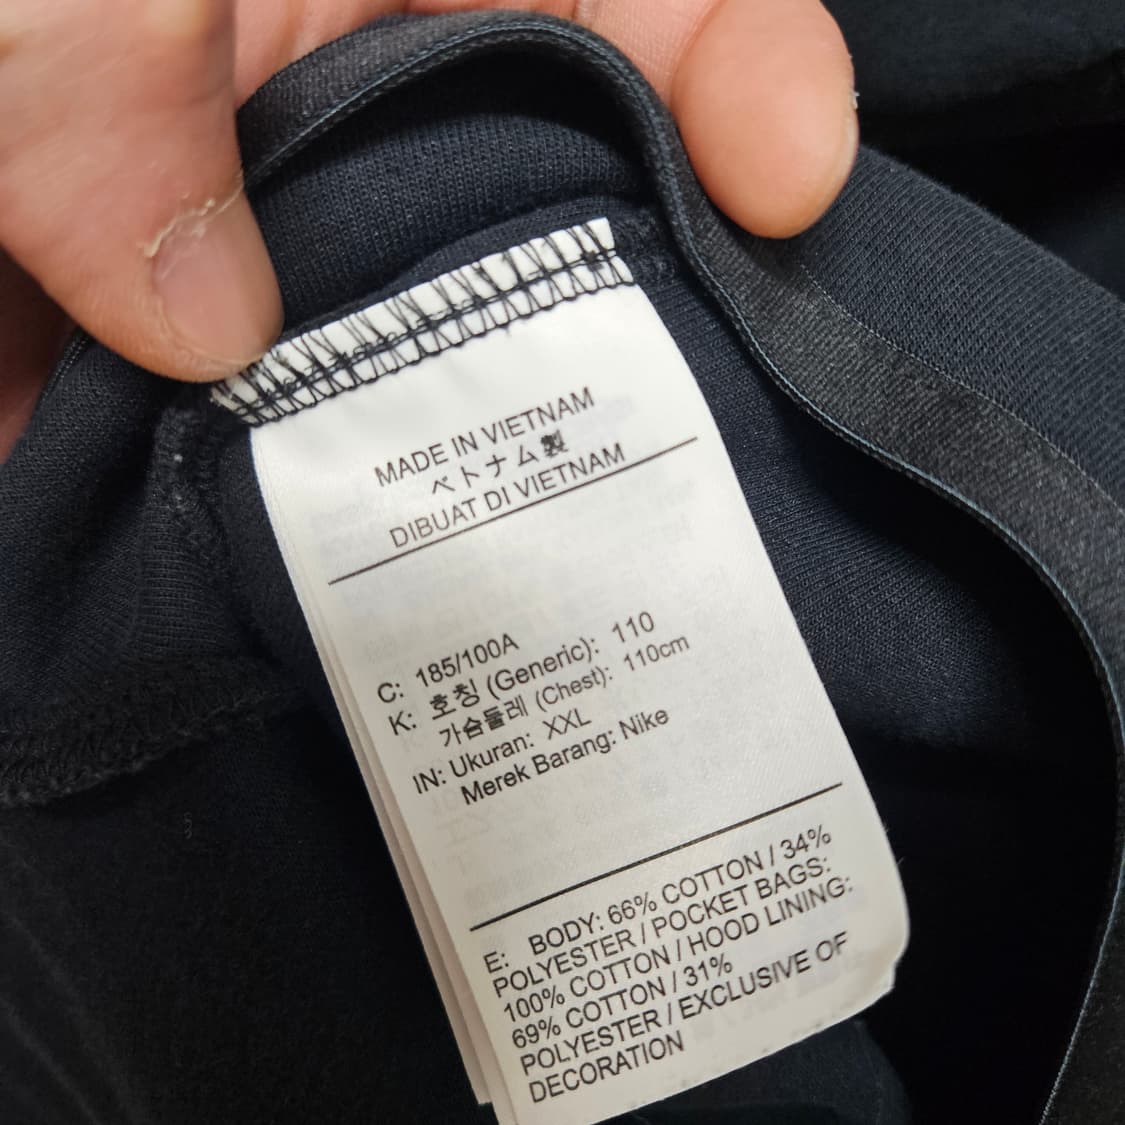 MADE IN VIETNAM
ベトナム製
DIBUAT DI VIETNAM
C: 185/100A
K: 호칭 (Generic): 110
가슴둘레 (Chest): 110cm
IN: Ukuran: XXL
Merek Barang: Nike
E: BODY: 66% COTTON / 34%
POLYESTER / POCKET BAGS:
100% COTTON / HOOD LINING:
69% COTTON / 31%
POLYESTER / EXCLUSIVE OF
DECORATION